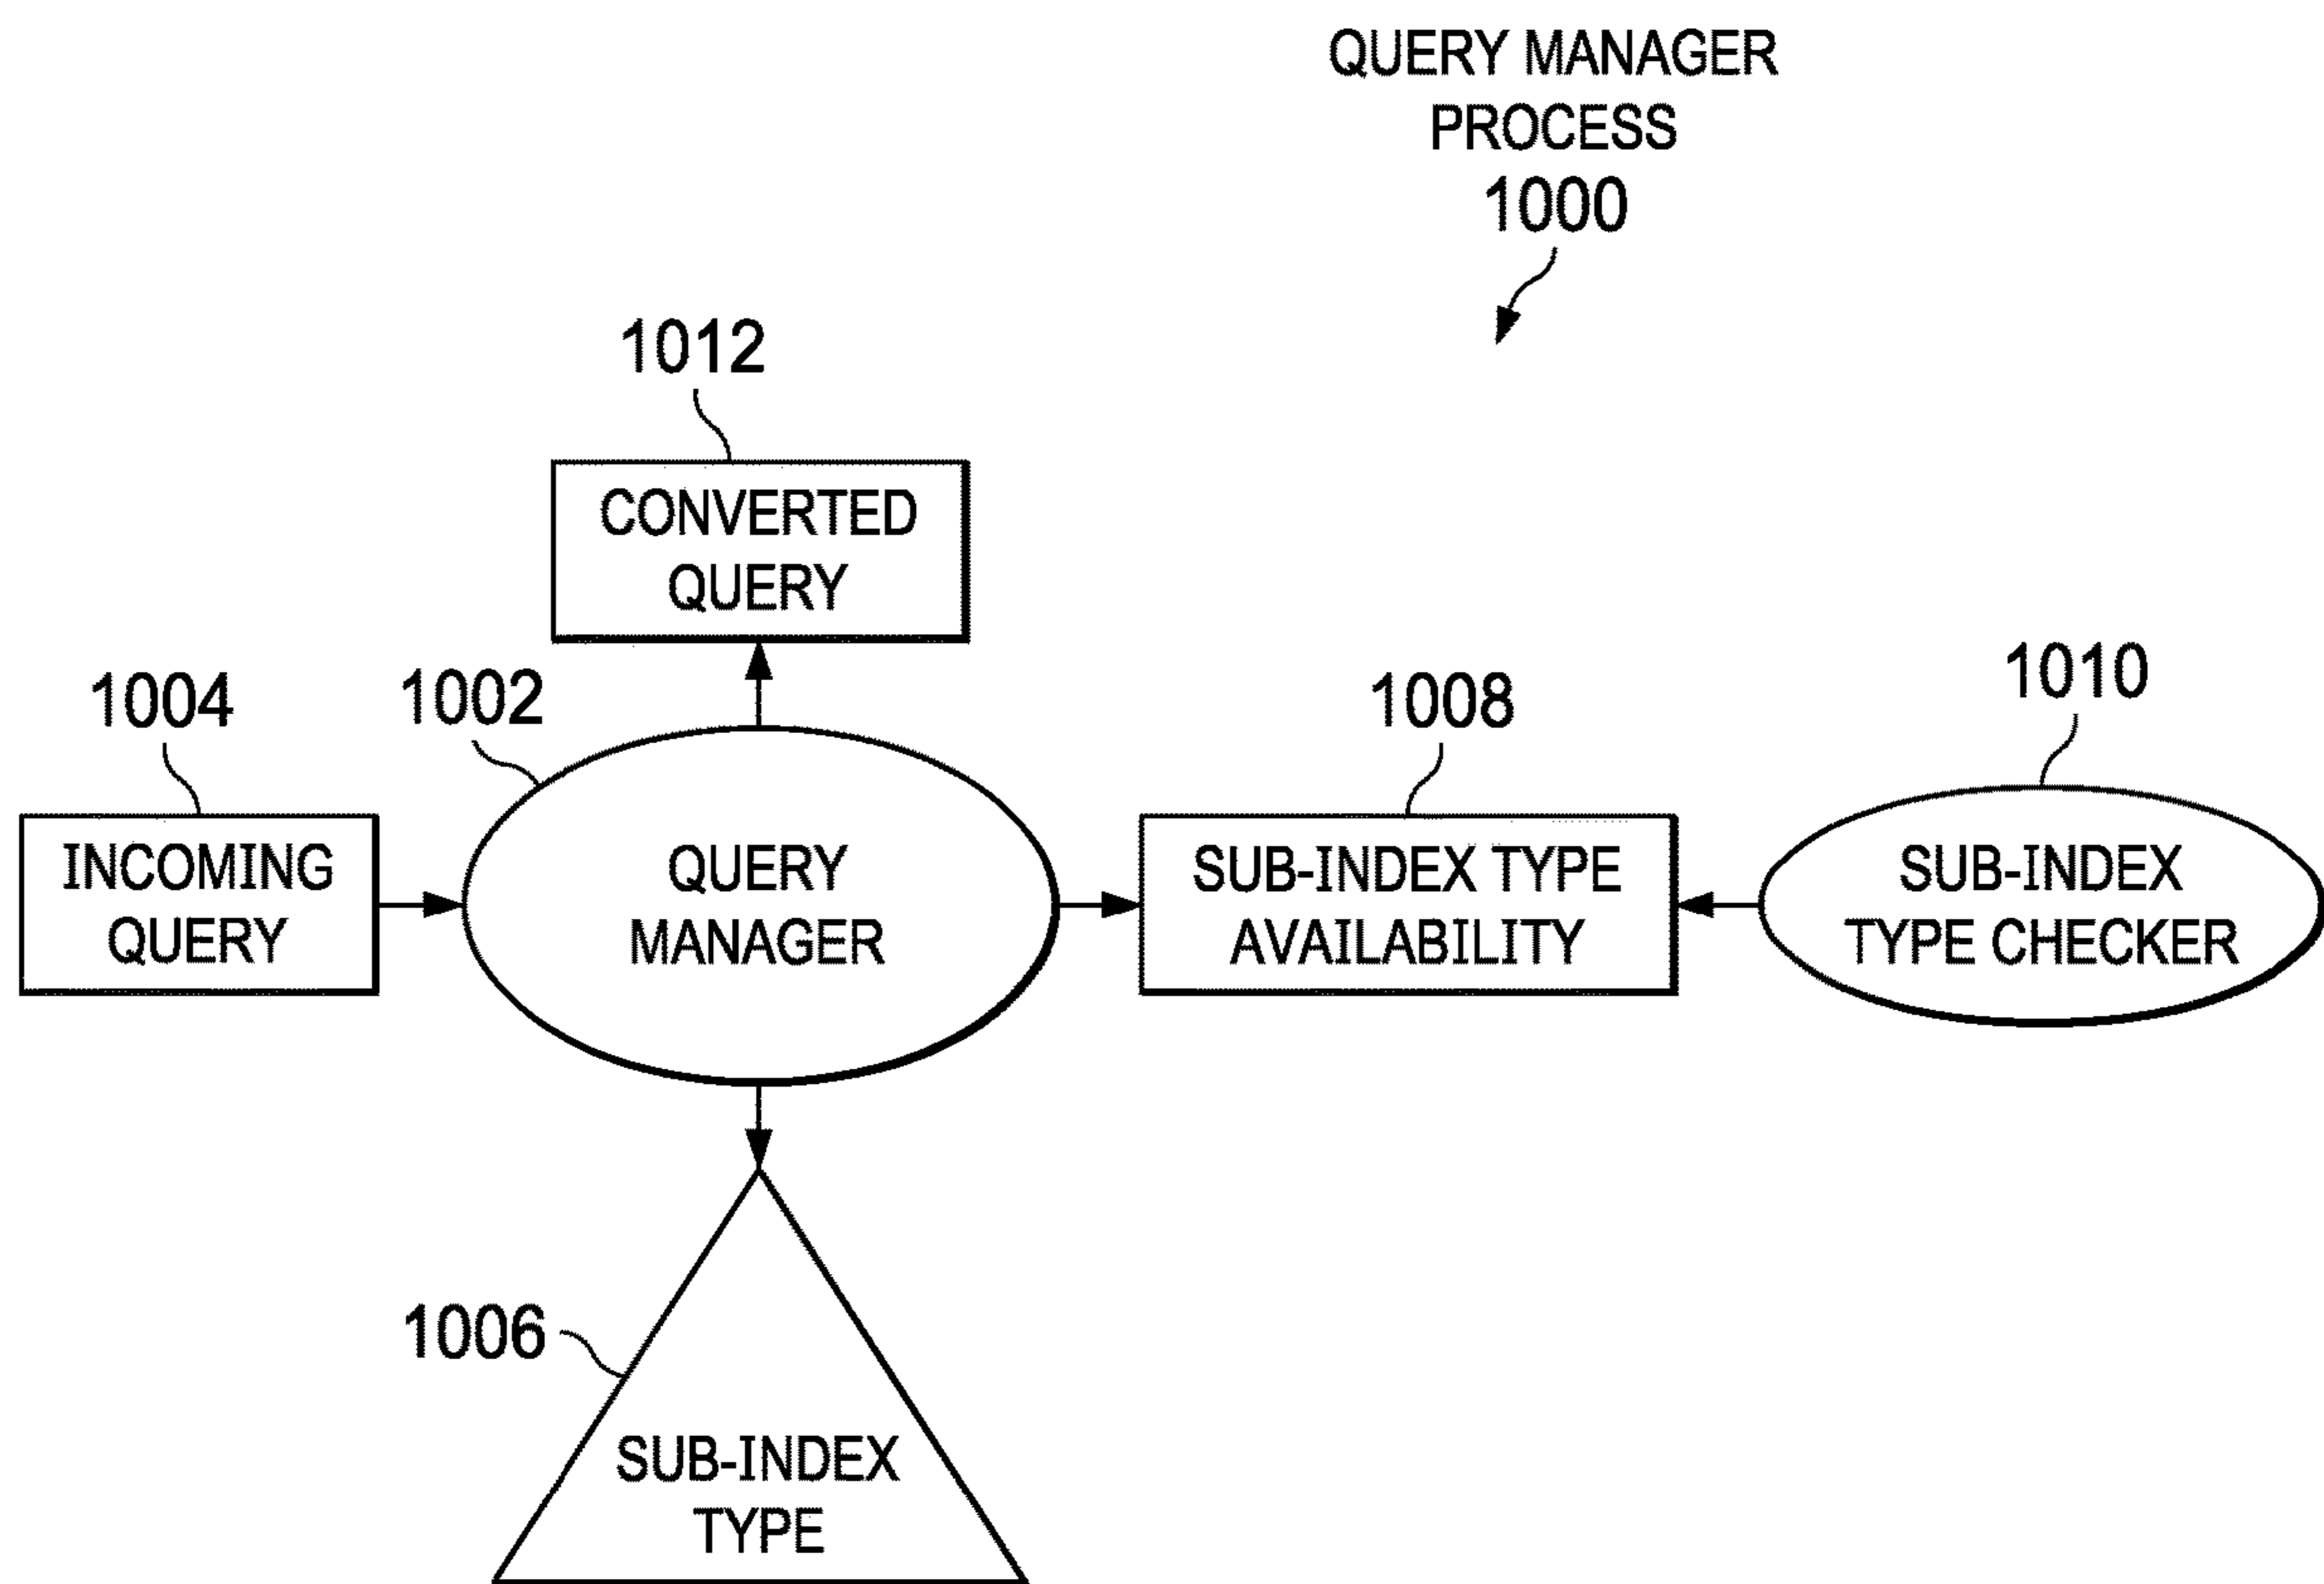 QUERY MANAGER
PROCESS
1000
1012
CONVERTED
QUERY
1004
1002
1008
1010
INCOMING
QUERY
QUERY
MANAGER
SUB-INDEX TYPE
AVAILABILITY
SUB-INDEX
TYPE CHECKER
1006
SUB-INDEX
TYPE